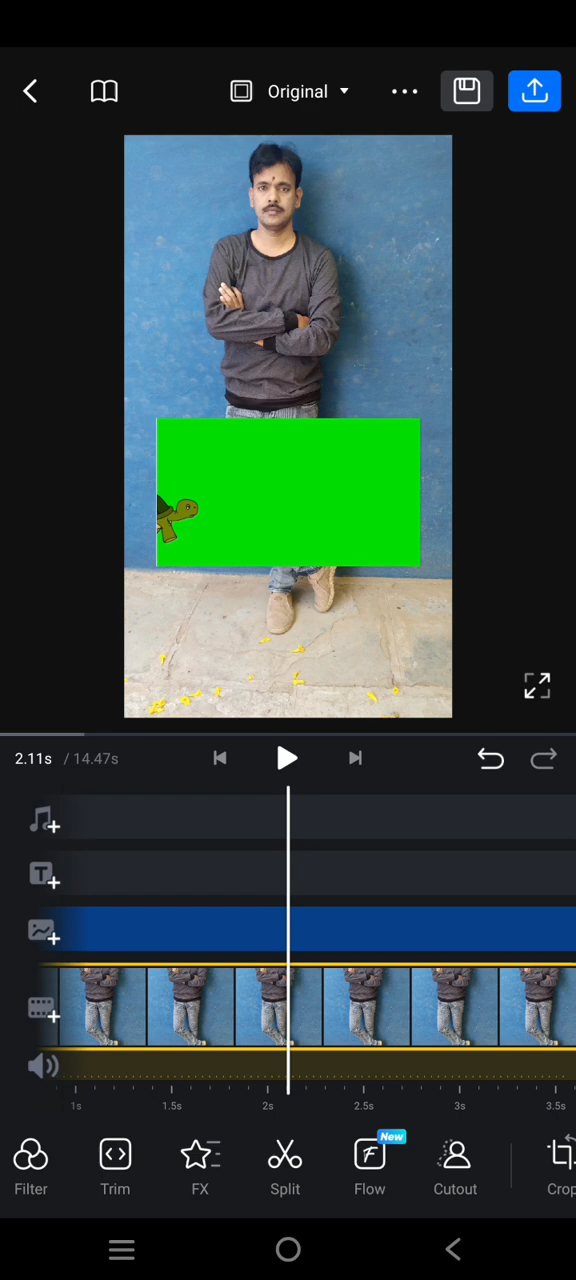 Original
2.11s / 14.47s
1s 1.5s 2s 2.5s 3s 3.5s
New
Filter Trim FX Split Flow Cutout Crop